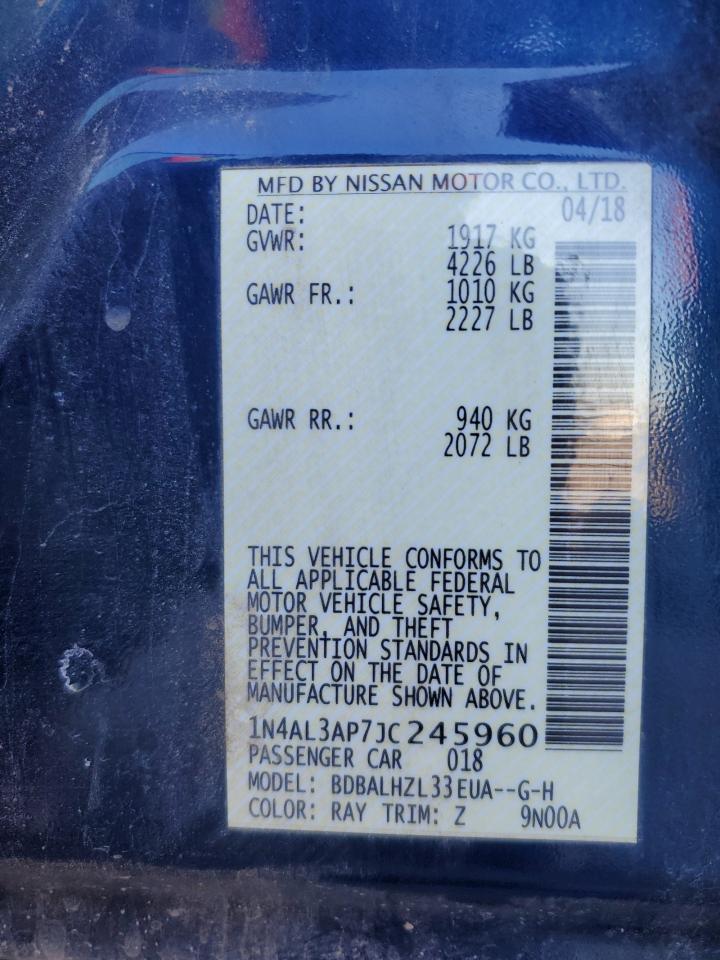 MFD BY NISSAN MOTOR CO., LTD.
DATE: 04/18
GVWR: 1917 KG
4226 LB
GAWR FR.: 1010 KG
2227 LB
GAWR RR.: 940 KG
2072 LB
THIS VEHICLE CONFORMS TO
ALL APPLICABLE FEDERAL
MOTOR VEHICLE SAFETY,
BUMPER, AND THEFT
PREVENTION STANDARDS IN
EFFECT ON THE DATE OF
MANUFACTURE SHOWN ABOVE.
1N4AL3AP7JC245960
PASSENGER CAR 018
MODEL: BDBALHZL33EUA--G-H
COLOR: RAY TRIM: Z 9N00A